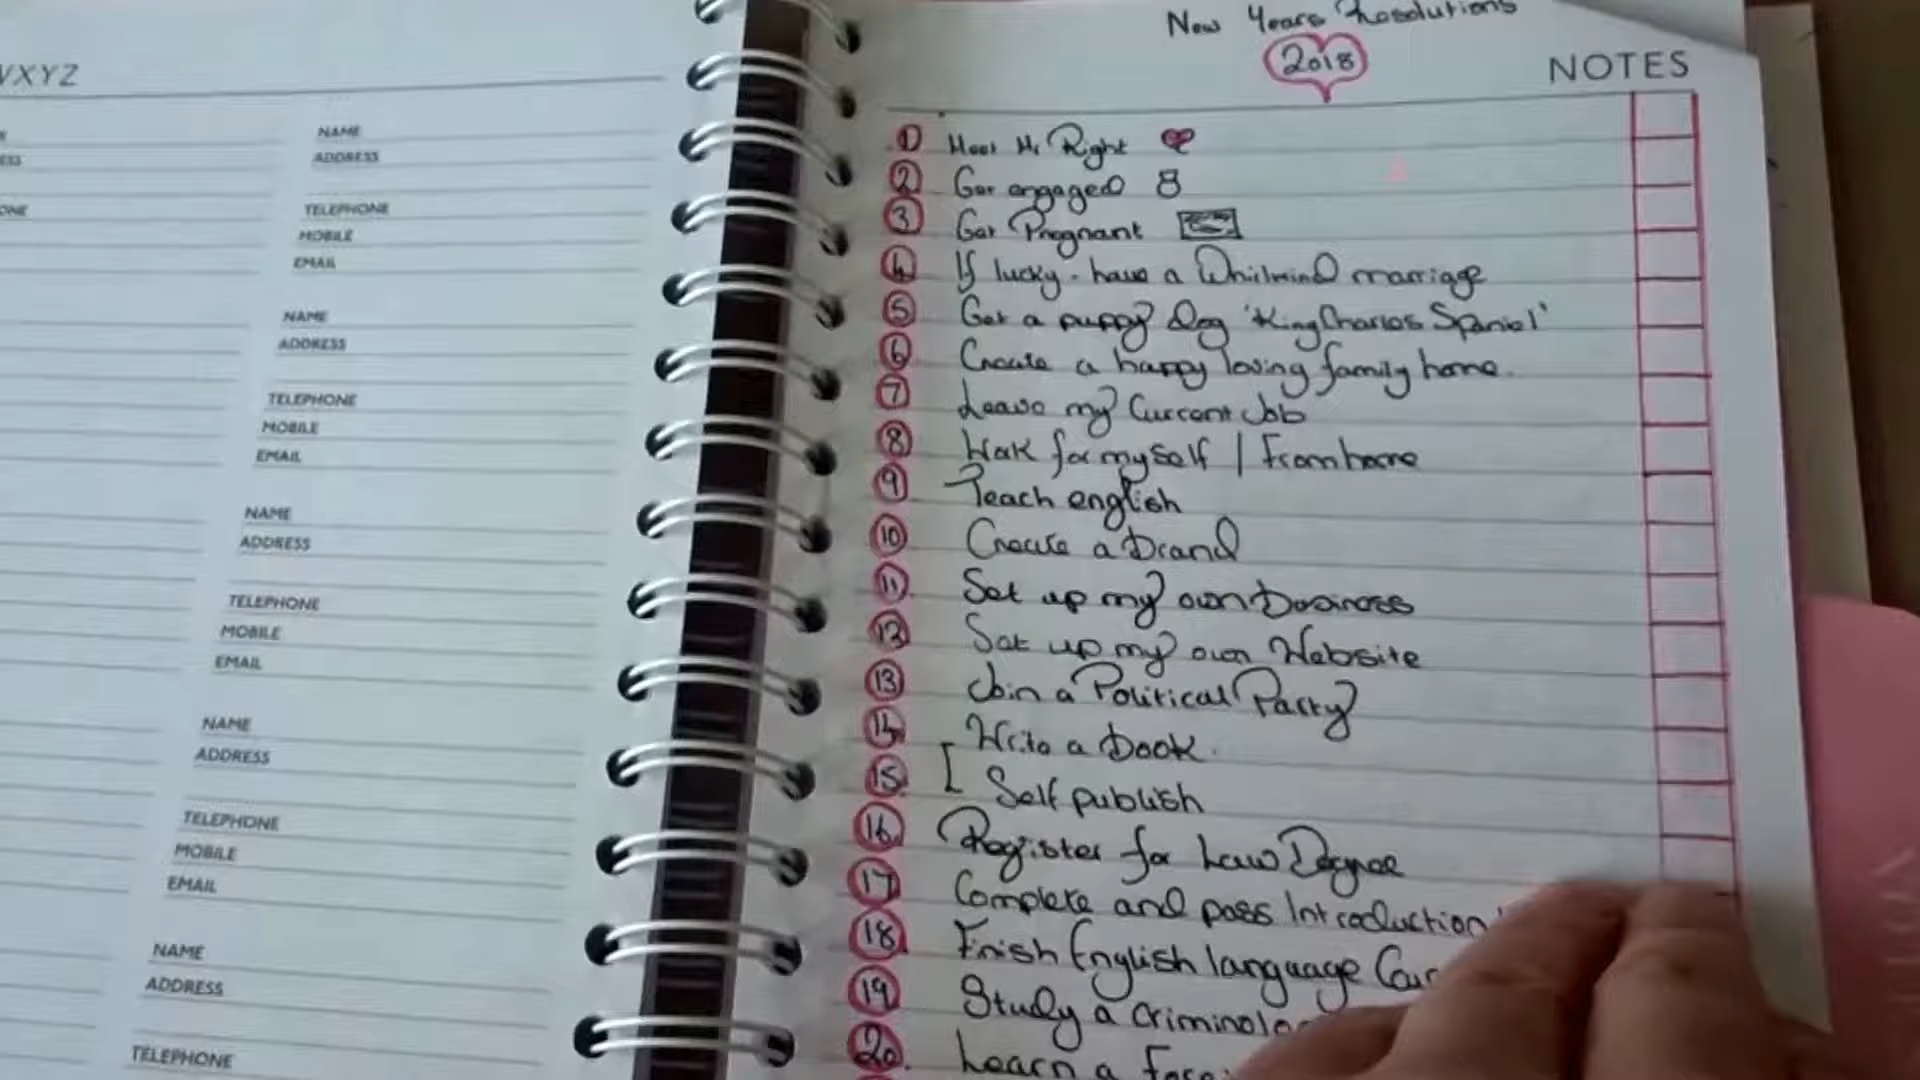 VXYZ
NAME
ADDRESS
TELEPHONE
MOBILE
EMAIL
NAME
ADDRESS
TELEPHONE
MOBILE
EMAIL
NAME
ADDRESS
TELEPHONE
MOBILE
EMAIL
NAME
ADDRESS
TELEPHONE
MOBILE
EMAIL
NAME
ADDRESS
TELEPHONE
New Years Resolutions
2018
NOTES
1 Meet Mr Right
2 Get engaged
3 Get Pregnant
4 If lucky - have a Whirlwind marriage
5 Get a puppy Dog 'King Charles Spaniel'
6 Create a happy loving family home.
7 Leave my Current Job
8 Work for myself / From home
9 Teach english
10 Create a brand
11. Set up my own business
12. Set up my own Website
13 Join a Political Party
14. Write a book.
15. [ Self publish
16. Register for Law Degree
17 Complete and pass Introduction
18. Finish English language
19. Study a
20. Learn a